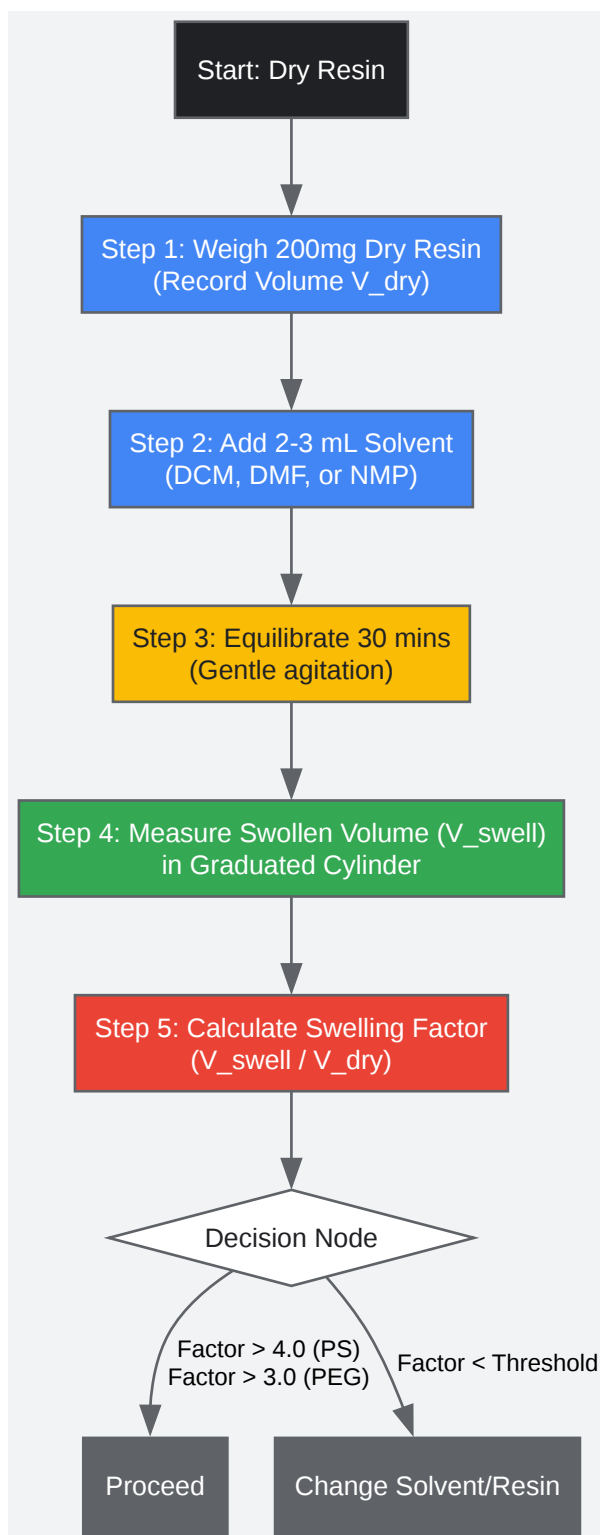 Start: Dry Resin
Step 1: Weigh 200mg Dry Resin
(Record Volume V_dry)
Step 2: Add 2-3 mL Solvent
(DCM, DMF, or NMP)
Step 3: Equilibrate 30 mins
(Gentle agitation)
Step 4: Measure Swollen Volume (V_swell)
in Graduated Cylinder
Step 5: Calculate Swelling Factor
(V_swell / V_dry)
Decision Node
Factor > 4.0 (PS)
Factor > 3.0 (PEG)
Factor < Threshold
Proceed
Change Solvent/Resin